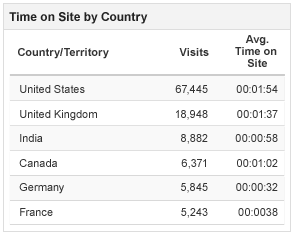 Time on Site by Country
Country/Territory Visits Avg. Time on Site
United States 67,445 00:01:54
United Kingdom 18,948 00:01:37
India 8,882 00:00:58
Canada 6,371 00:01:02
Germany 5,845 00:00:32
France 5,243 00:0038